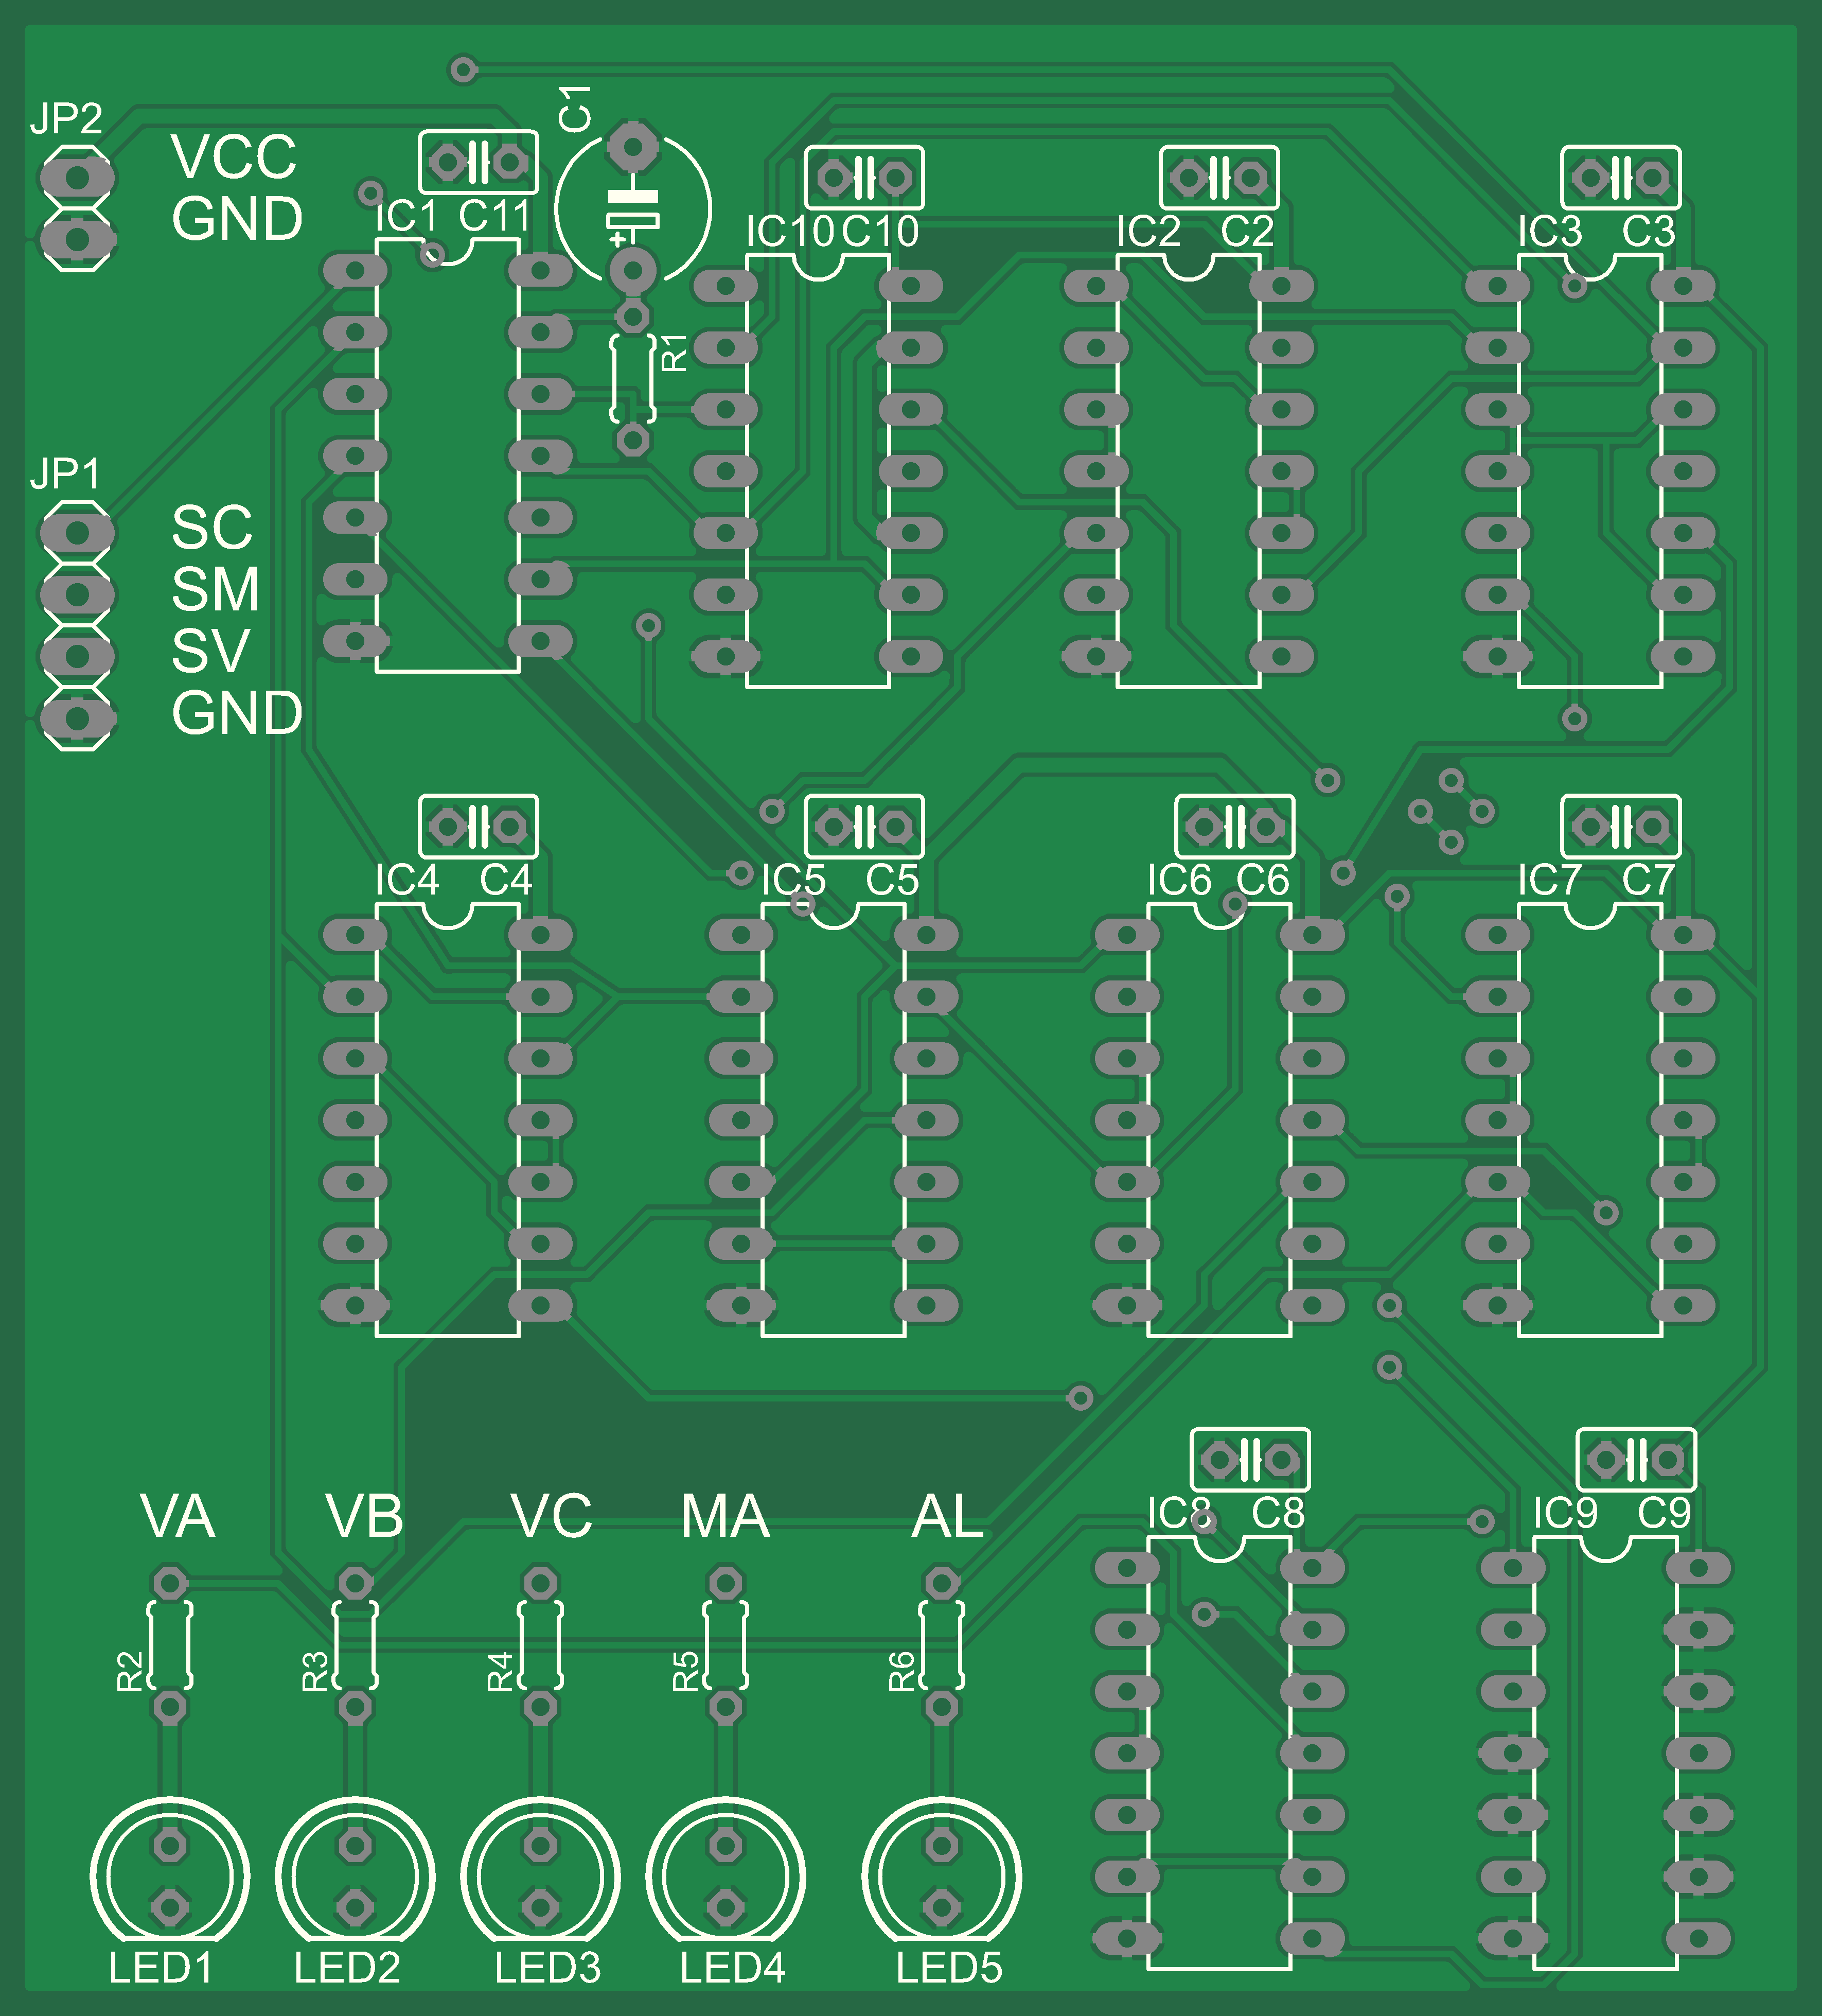 JP2 VCC C1
GND IC1 C11 IC10 C10 IC2 C2 IC3 C3
+
R1
JP1
SC
SM
SV
GND
IC4 C4 IC5 C5 IC6 C6 IC7 C7
VA VB VC MA AL IC8 C8 IC9 C9
R2 R3 R4 R5 R6
LED1 LED2 LED3 LED4 LED5